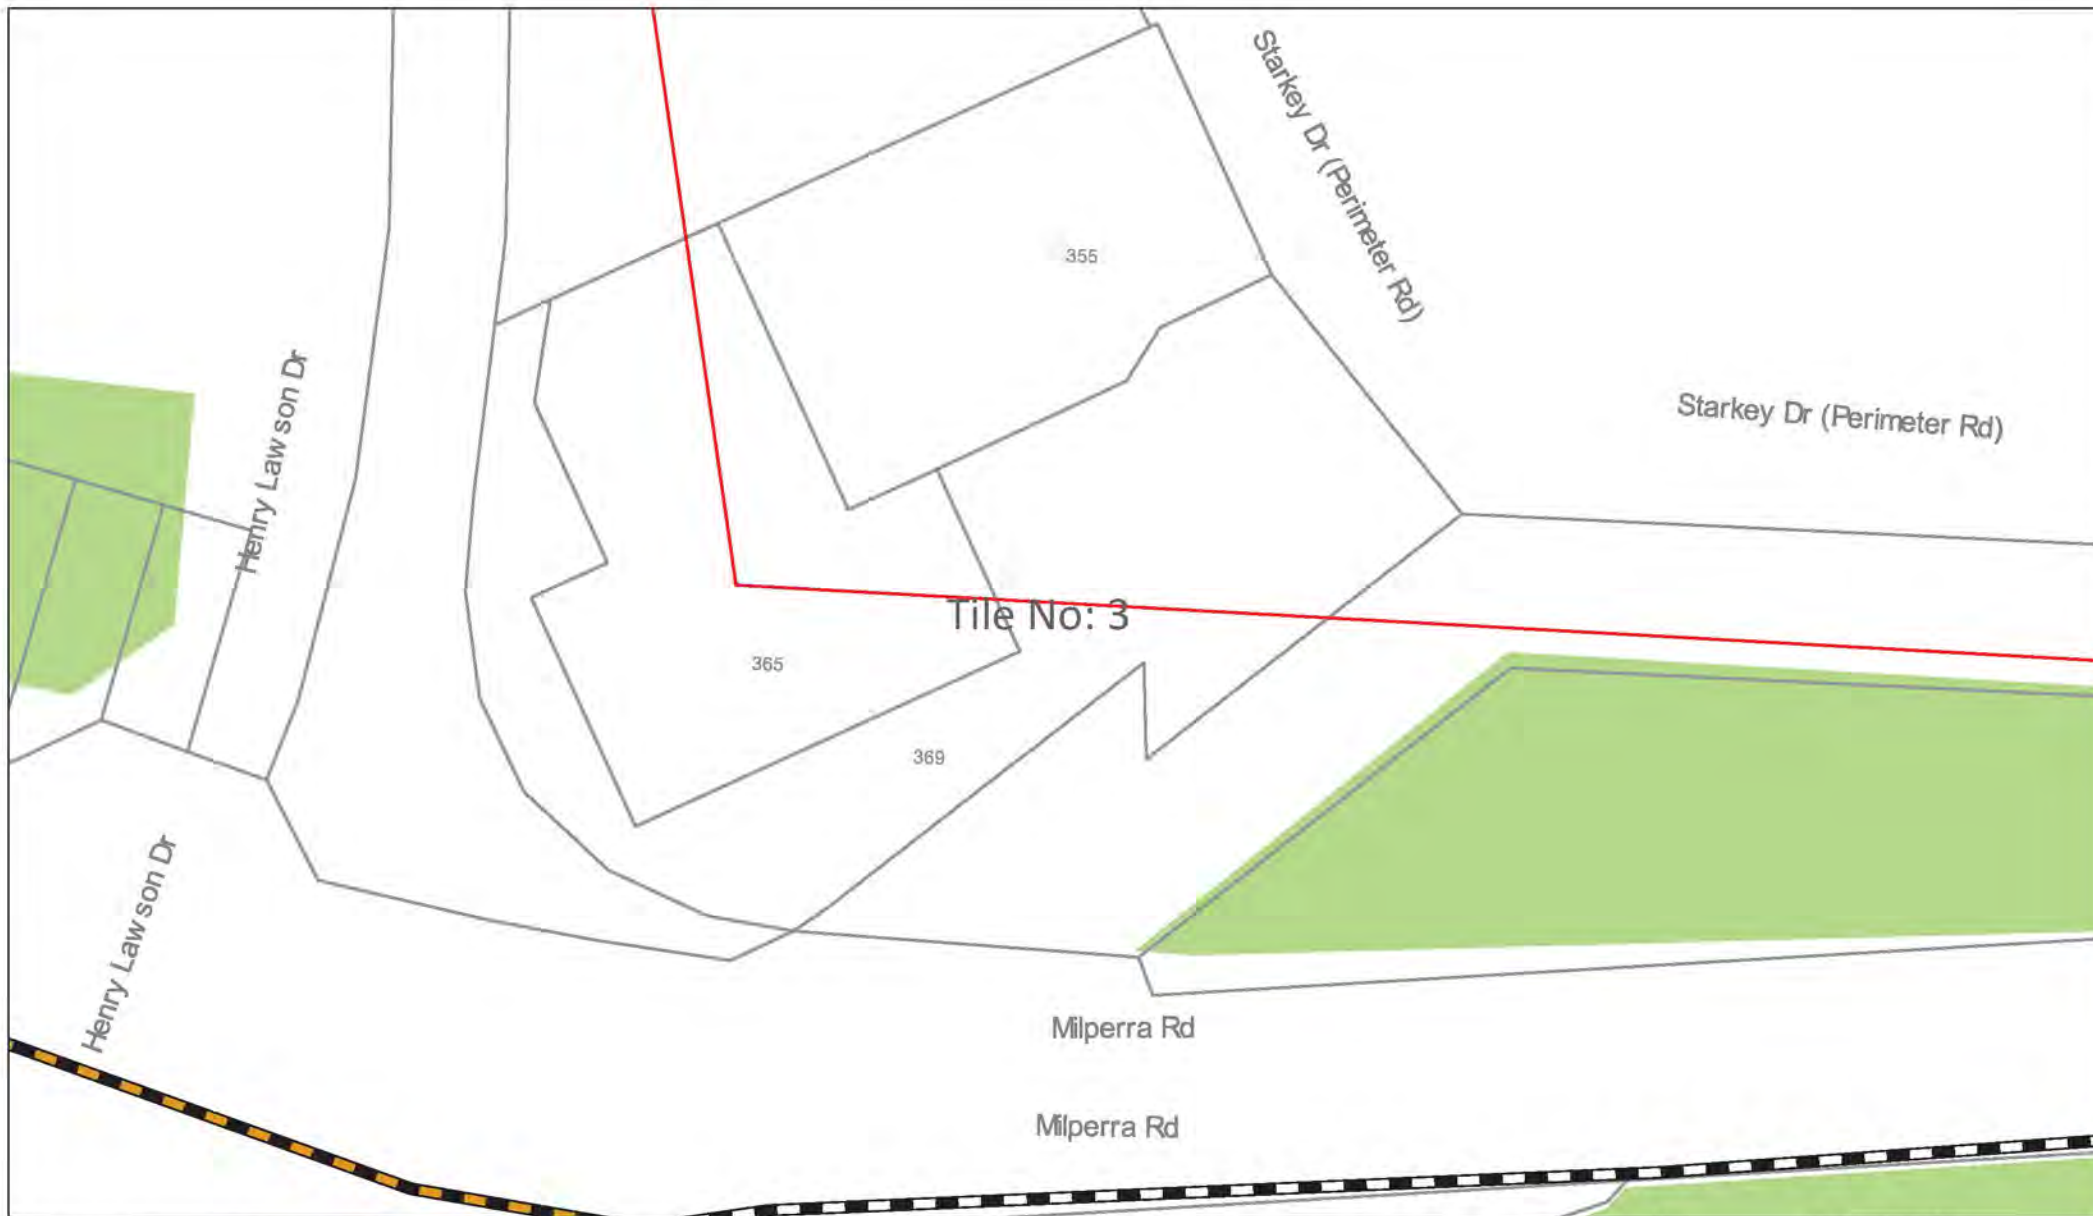 Starkey Dr (Perimeter Rd)
355
Henry Lawson Dr
Starkey Dr (Perimeter Rd)
Tile No: 3
365
369
Henry Lawson Dr
Milperra Rd
Milperra Rd